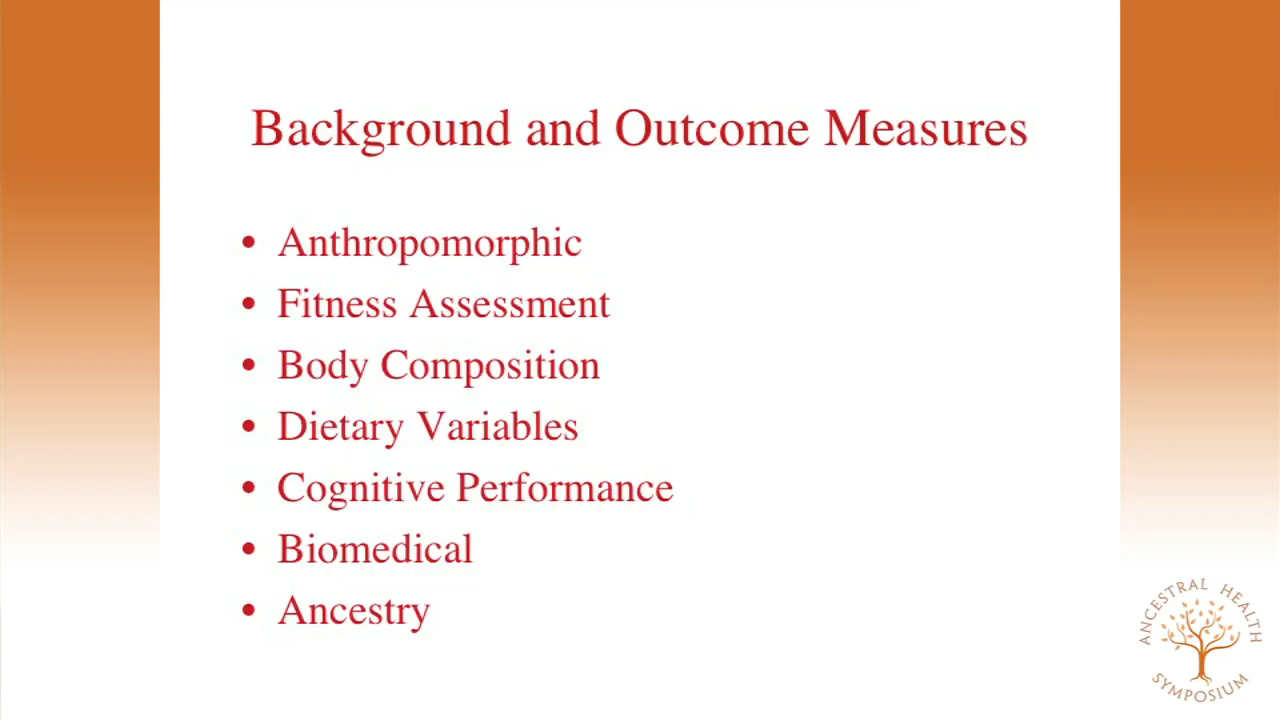 Background and Outcome Measures
• Anthropomorphic
• Fitness Assessment
• Body Composition
• Dietary Variables
• Cognitive Performance
• Biomedical
• Ancestry
ANCESTRAL HEALTH
SYMPOSIUM